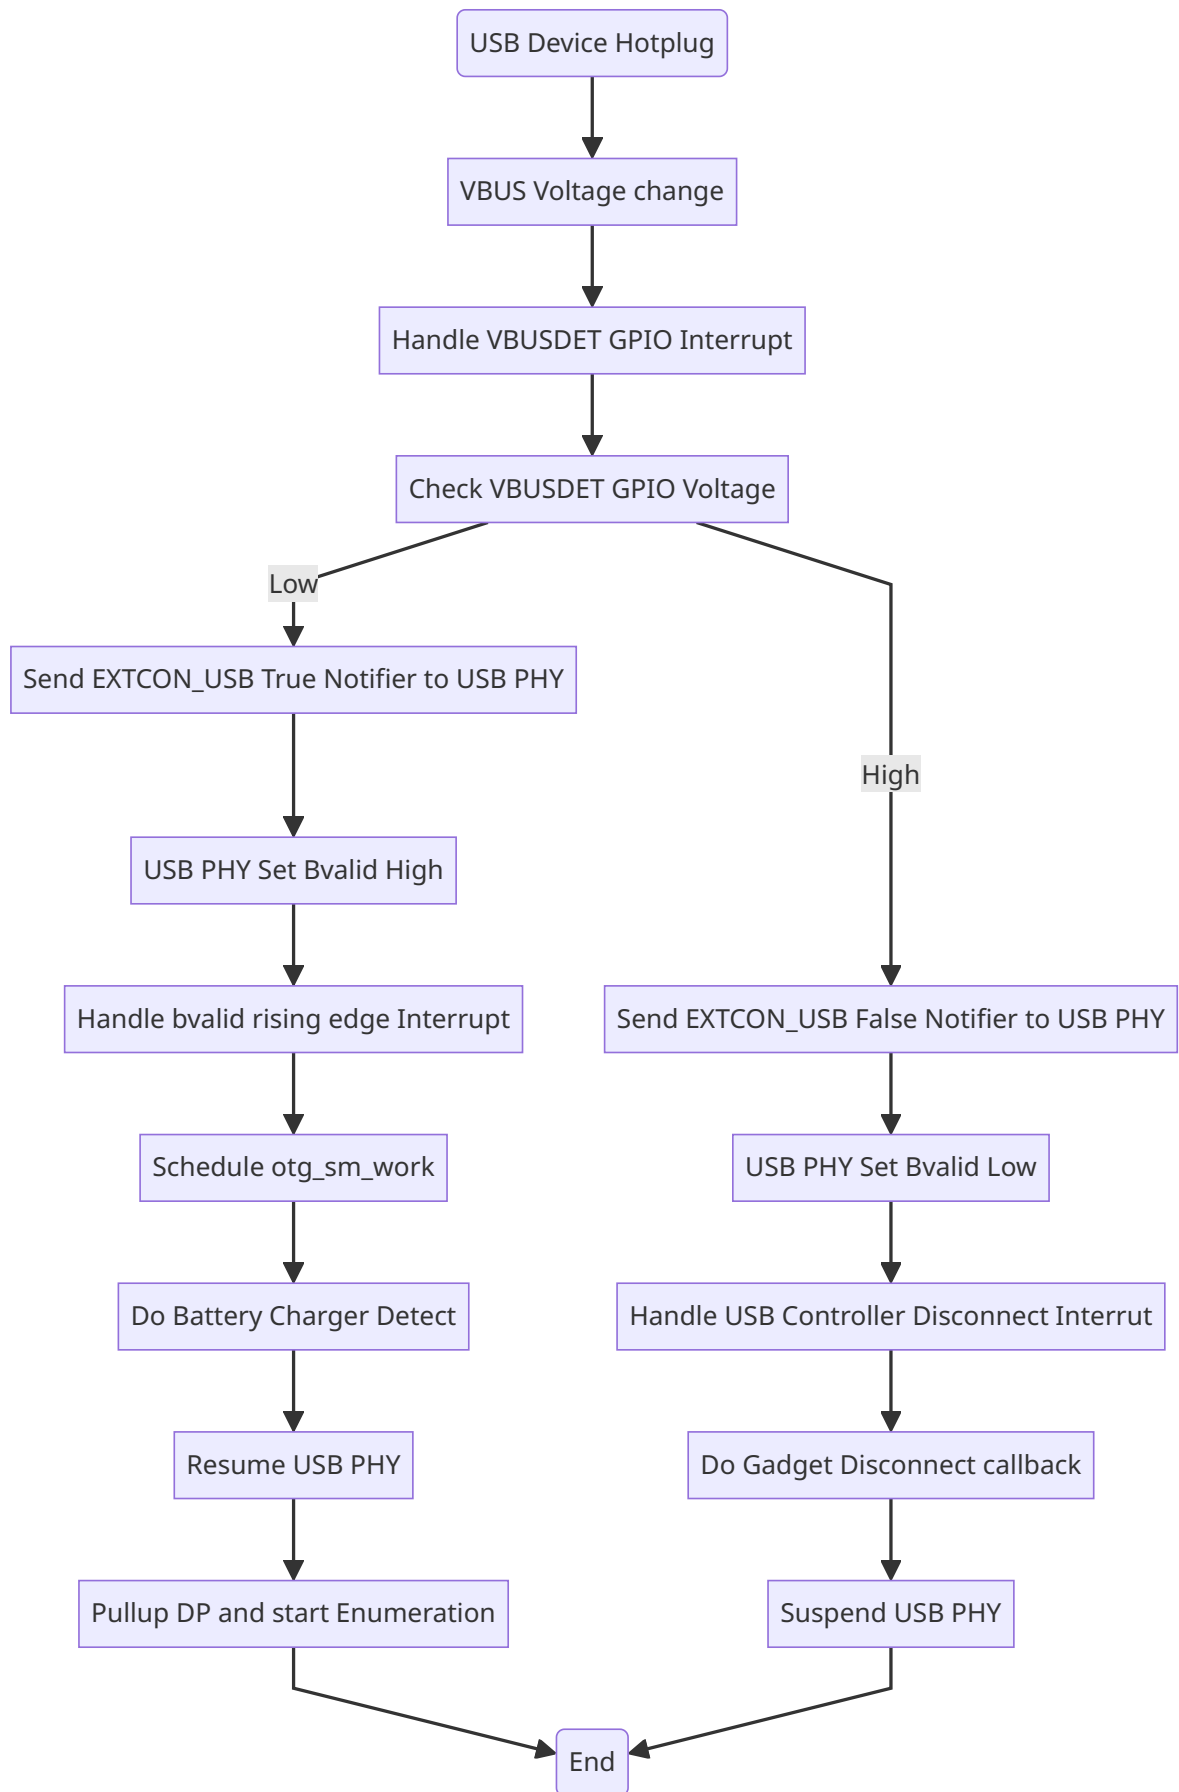 USB Device Hotplug
VBUS Voltage change
Handle VBUSDET GPIO Interrupt
Check VBUSDET GPIO Voltage
Low
Send EXTCON_USB True Notifier to USB PHY
High
USB PHY Set Bvalid High
Handle bvalid rising edge Interrupt
Send EXTCON_USB False Notifier to USB PHY
Schedule otg_sm_work
USB PHY Set Bvalid Low
Do Battery Charger Detect
Handle USB Controller Disconnect Interrut
Resume USB PHY
Do Gadget Disconnect callback
Pullup DP and start Enumeration
Suspend USB PHY
End